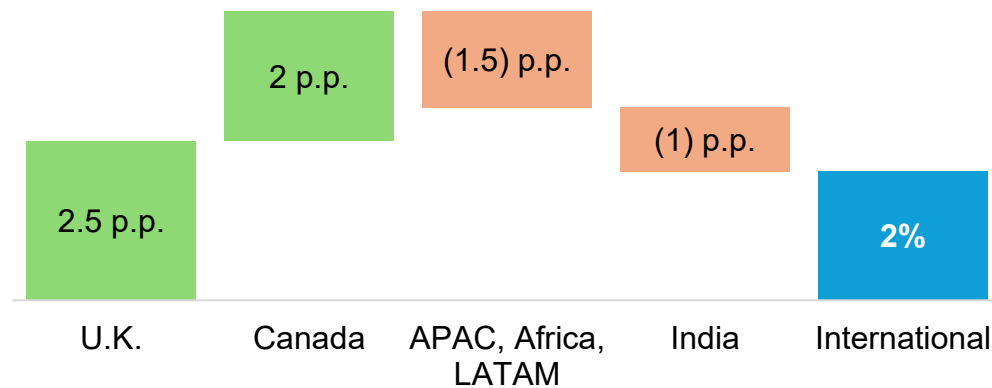 2 p.p.
(1.5) p.p.
(1) p.p.
2.5 p.p.
2%
U.K.
Canada
APAC, Africa,
LATAM
India
International